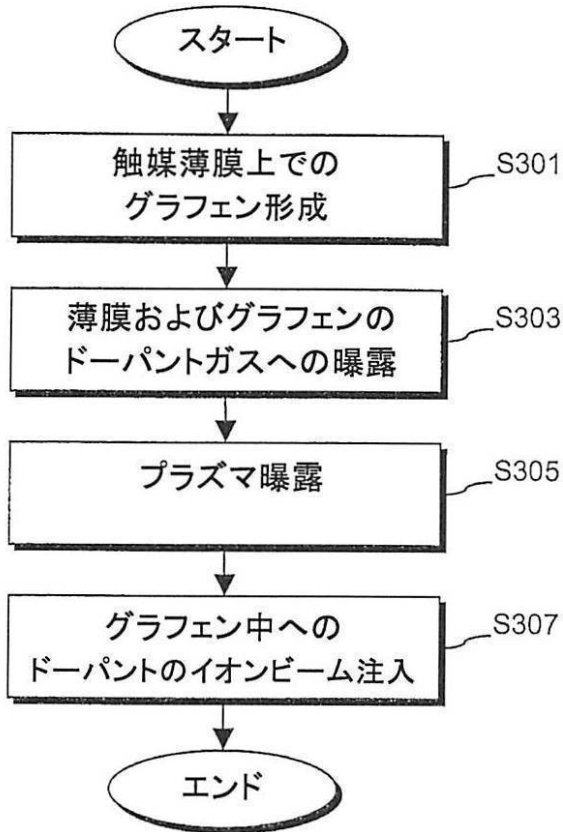 スタート
触媒薄膜上での
グラフェン形成
S301
薄膜およびグラフェンの
ドーパントガスへの曝露
S303
プラズマ曝露
S305
グラフェン中への
ドーパントのイオンビーム注入
S307
エンド